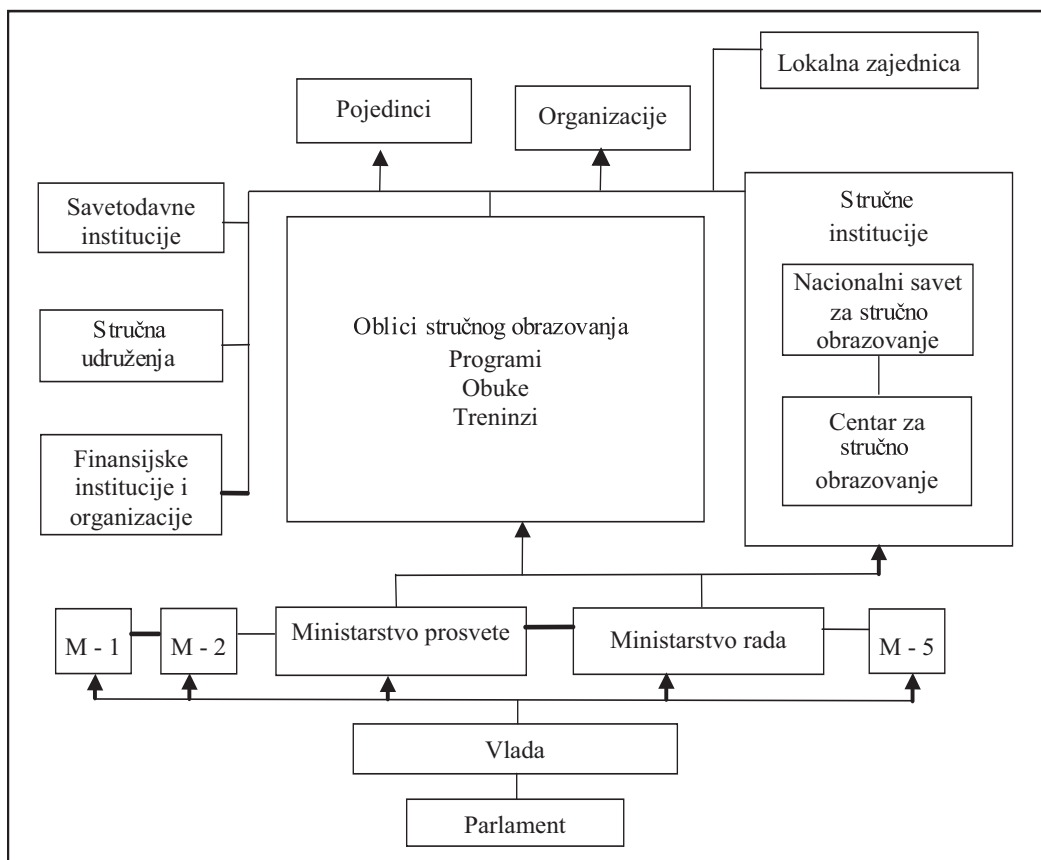 Lokalna zajednica
Pojedinci
Organizacije
Savetodavne
institucije
Stručne
institucije
Nacionalni savet
za stručno
obrazovanje
Stručna
udruženja
Oblici stručnog obrazovanja
Programi
Obuke
Treninzi
Centar za
stručno
obrazovanje
Finansijske
institucije i
organizacije
M - 1
M - 2
Ministarstvo prosvete
Ministarstvo rada
M - 5
Vlada
Parlament